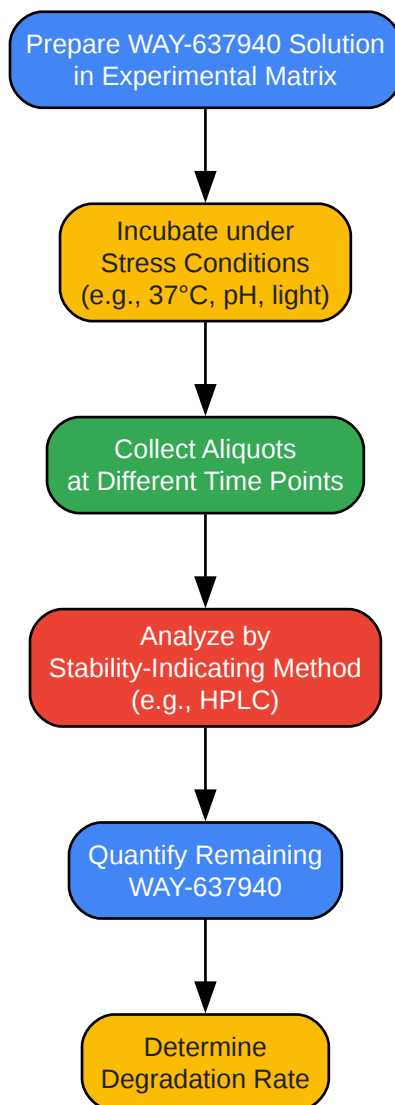 Prepare WAY-637940 Solution
in Experimental Matrix
Incubate under
Stress Conditions
(e.g., 37°C, pH, light)
Collect Aliquots
at Different Time Points
Analyze by
Stability-Indicating Method
(e.g., HPLC)
Quantify Remaining
WAY-637940
Determine
Degradation Rate